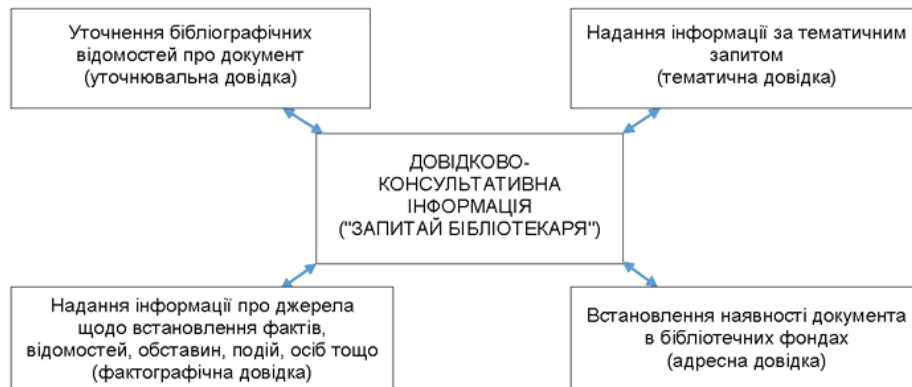 Уточнення бібліографічних
відомостей про документ
(уточнювальна довідка)
Надання інформації за тематичним
запитом
(тематична довідка)
ДОВІДКОВО-
КОНСУЛЬТАТИВНА
ІНФОРМАЦІЯ
("ЗАПИТАЙ БІБЛІОТЕКАРЯ")
Надання інформації про джерела
щодо встановлення фактів,
відомостей, обставин, подій, осіб тощо
(фактографічна довідка)
Встановлення наявності документа
в бібліотечних фондах
(адресна довідка)